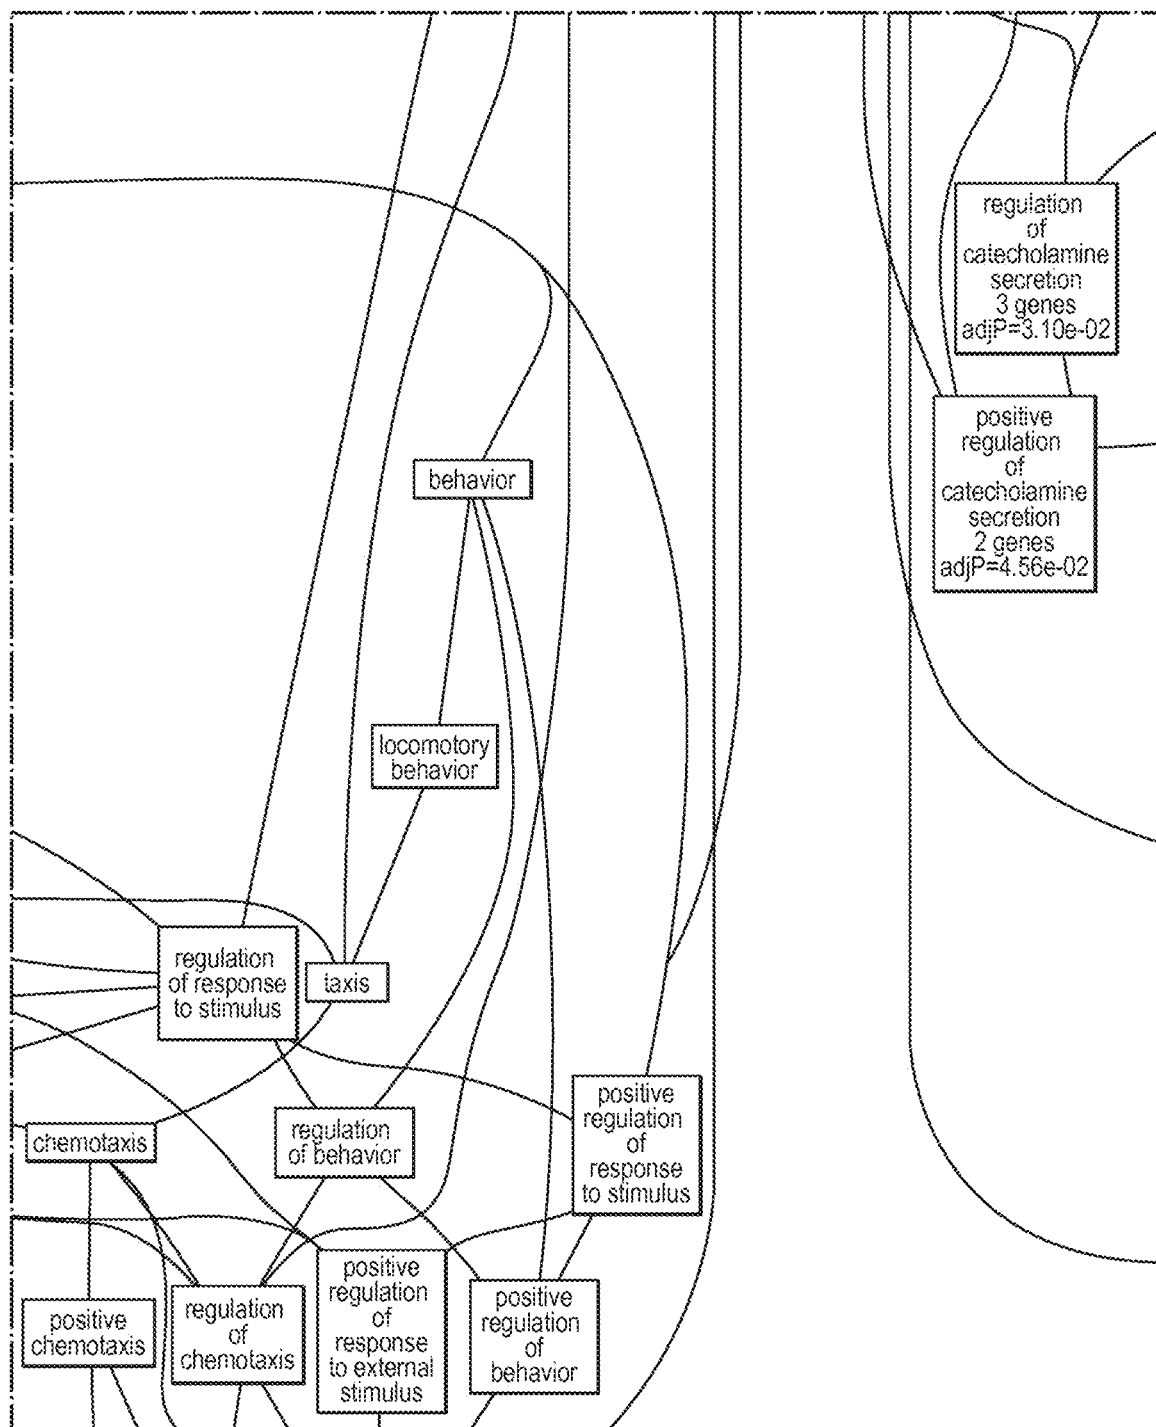 regulation
of
catecholamine
secretion
3 genes
adjP=3.10e-02
positive
regulation
of
catecholamine
secretion
2 genes
adjP=4.56e-02
behavior
locomotory
behavior
regulation
of response
to stimulus
taxis
positive
regulation
of
response
to stimulus
regulation
of behavior
chemotaxis
positive
chemotaxis
regulation
of
chemotaxis
positive
regulation
of
response
to external
stimulus
positive
regulation
of
behavior